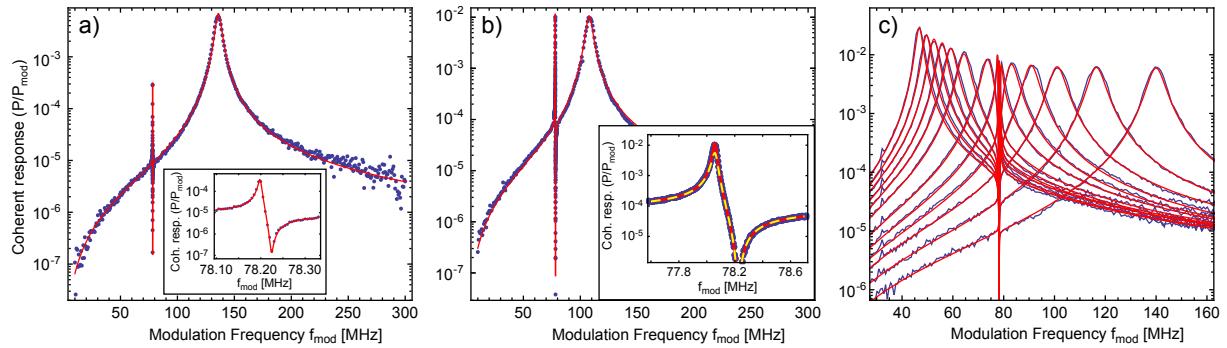 a)
Coherent response (P/P_mod)
10⁻³
10⁻⁴
10⁻⁵
10⁻⁶
10⁻⁷
50 100 150 200 250 300
Modulation Frequency f_mod [MHz]
Coh. resp. (P/P_mod)
10⁻⁴
10⁻⁵
10⁻⁶
10⁻⁷
78.10 78.20 78.30
f_mod [MHz]
b)
10⁻²
10⁻³
10⁻⁴
10⁻⁵
10⁻⁶
10⁻⁷
50 100 150 200 250 300
Modulation Frequency f_mod [MHz]
Coh. resp. (P/P_mod)
10⁻²
10⁻³
10⁻⁴
10⁻⁵
77.8 78.2 78.6
f_mod [MHz]
c)
10⁻²
10⁻³
10⁻⁴
10⁻⁵
10⁻⁶
40 60 80 100 120 140 160
Modulation Frequency f_mod [MHz]